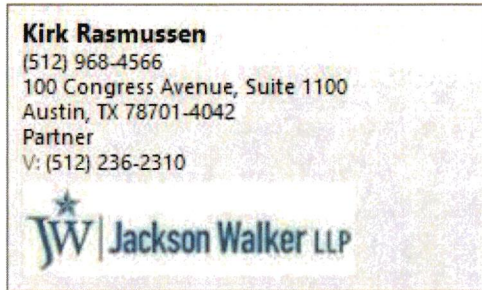 Kirk Rasmussen
(512) 968-4566
100 Congress Avenue, Suite 1100
Austin, TX 78701-4042
Partner
V: (512) 236-2310
JW Jackson Walker LLP